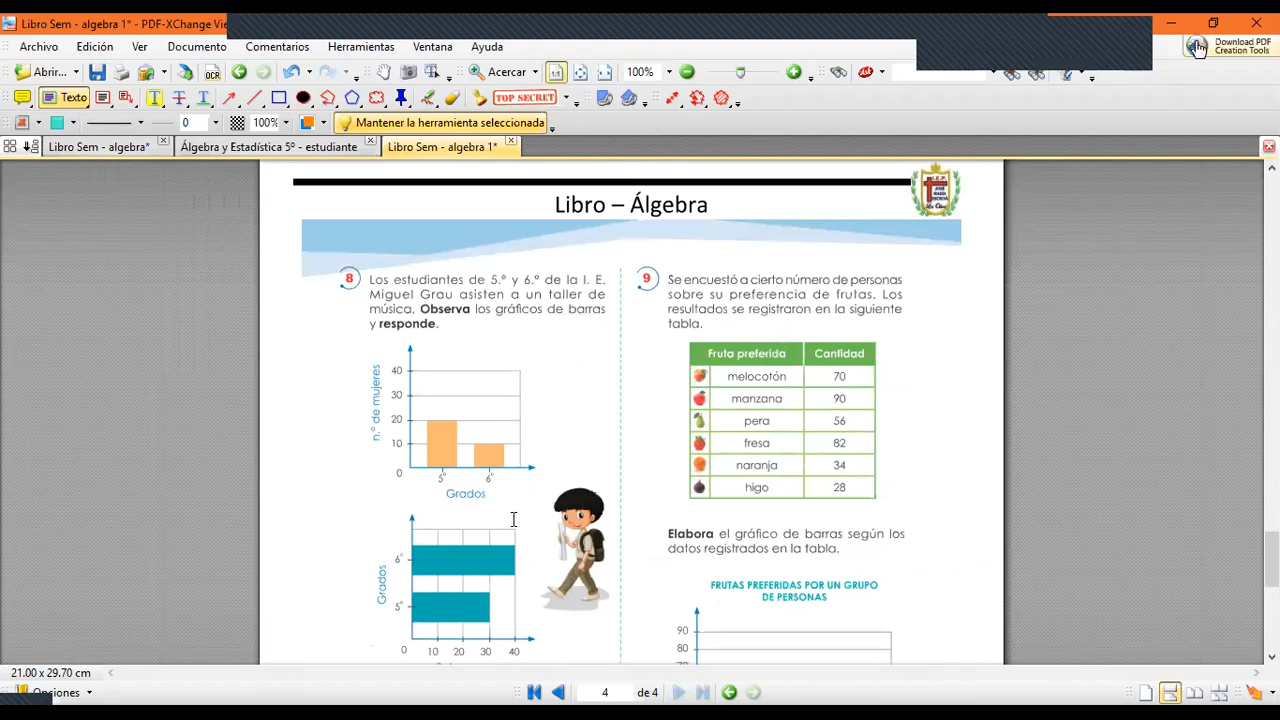 Libro Sem - algebra 1* - PDF-XChange Vie
Archivo Edición Ver Documento Comentarios Herramientas Ventana Ayuda
Download PDF
Creation Tools
Abrir... OCR Acercar 1:1 100%
Texto T T T TOP SECRET
0 100% Mantener la herramienta seleccionada
Libro Sem - algebra* Álgebra y Estadística 5º - estudiante Libro Sem - algebra 1*
Libro – Álgebra
I.E.P.
JOSÉ
MARÍA
ESCRIVÁ
8 Los estudiantes de 5.° y 6.° de la I. E.
Miguel Grau asisten a un taller de
música. Observa los gráficos de barras
y responde.
n.° de mujeres
40
30
20
10
0
5° 6°
Grados
Grados
6°
5°
0 10 20 30 40
9 Se encuestó a cierto número de personas
sobre su preferencia de frutas. Los
resultados se registraron en la siguiente
tabla.
Fruta preferida Cantidad
melocotón 70
manzana 90
pera 56
fresa 82
naranja 34
higo 28
Elabora el gráfico de barras según los
datos registrados en la tabla.
FRUTAS PREFERIDAS POR UN GRUPO
DE PERSONAS
90
80
21.00 x 29.70 cm
Opciones 4 de 4